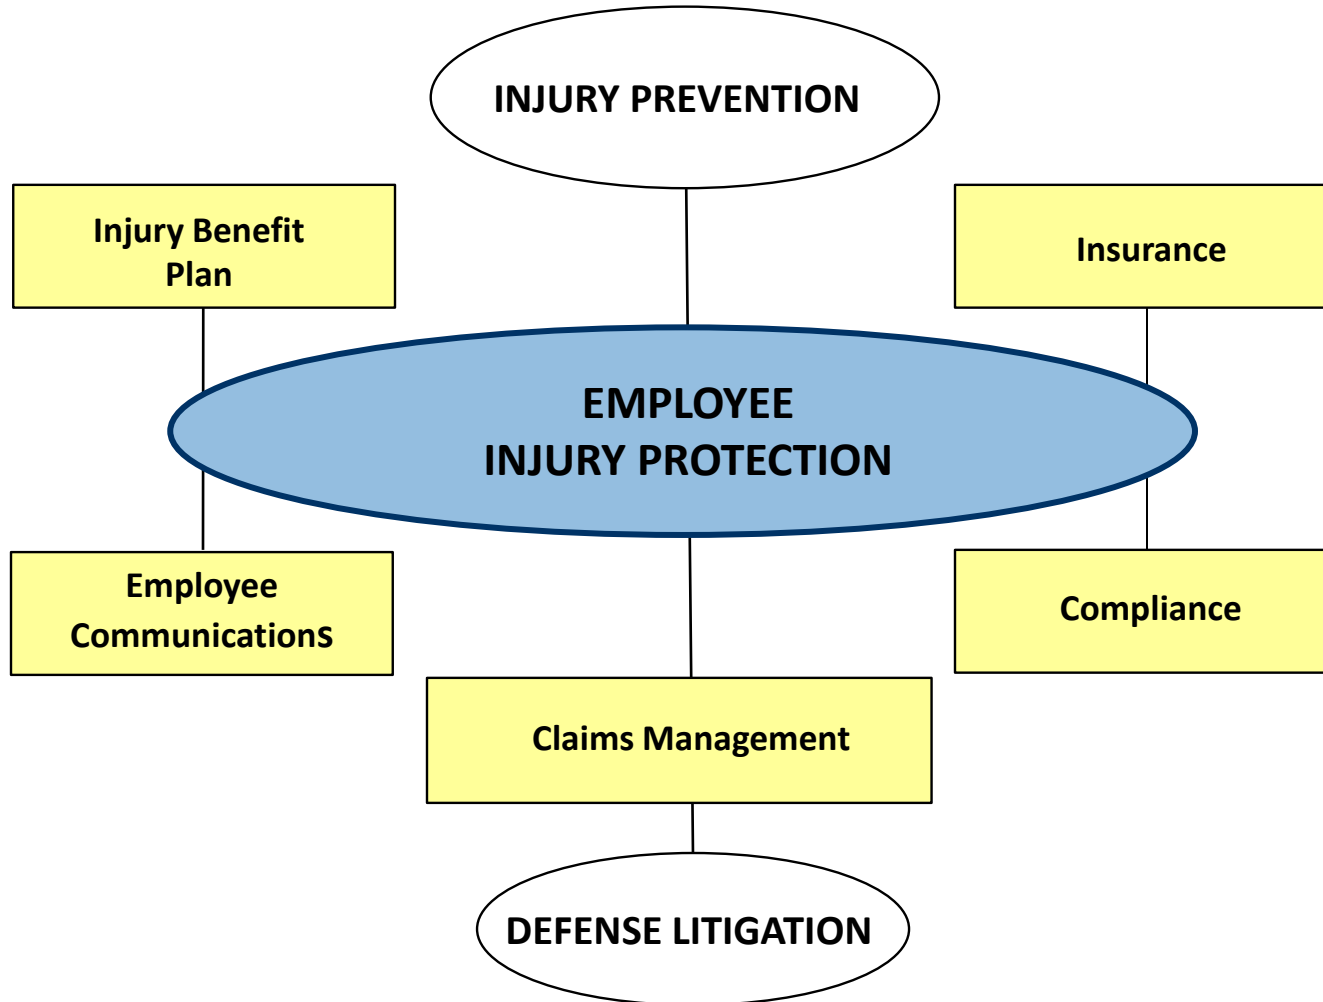 INJURY PREVENTION
Injury Benefit
Plan
Insurance
EMPLOYEE
INJURY PROTECTION
Employee
Communications
Compliance
Claims Management
DEFENSE LITIGATION